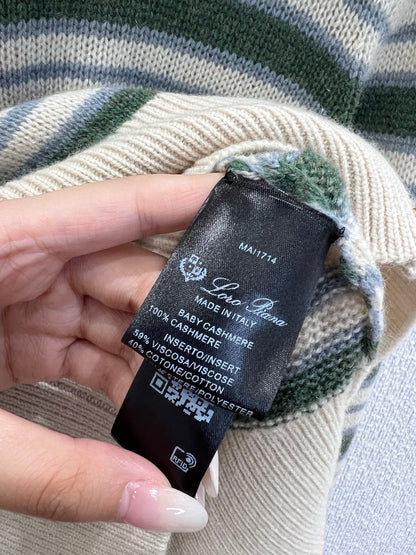 MAI1714
Loro Piana
MADE IN ITALY
BABY CASHMERE
100% CASHMERE
INSERTO/INSERT
59% VISCOSA/VISCOSE
40% COTONE/COTTON
POLYESTER
RFID